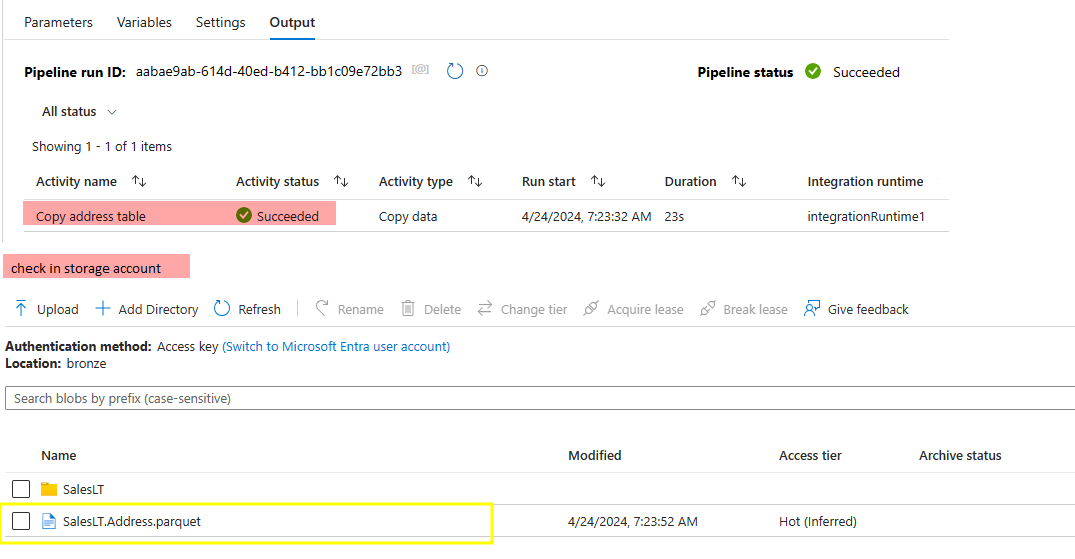 Parameters Variables Settings Output
Pipeline run ID: aabae9ab-614d-40ed-b412-bb1c09e72bb3 [@] Pipeline status Succeeded
All status
Showing 1 - 1 of 1 items
Activity name Activity status Activity type Run start Duration Integration runtime
Copy address table Succeeded Copy data 4/24/2024, 7:23:32 AM 23s integrationRuntime1
check in storage account
Upload Add Directory Refresh Rename Delete Change tier Acquire lease Break lease Give feedback
Authentication method: Access key (Switch to Microsoft Entra user account)
Location: bronze
Search blobs by prefix (case-sensitive)
Name Modified Access tier Archive status
SalesLT
SalesLT.Address.parquet 4/24/2024, 7:23:52 AM Hot (Inferred)